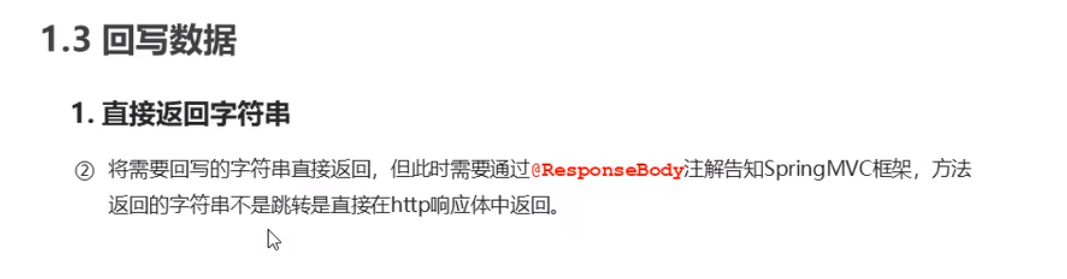 1.3 回写数据
1. 直接返回字符串
② 将需要回写的字符串直接返回，但此时需要通过@ResponseBody注解告知SpringMVC框架，方法
返回的字符串不是跳转是直接在http响应体中返回。